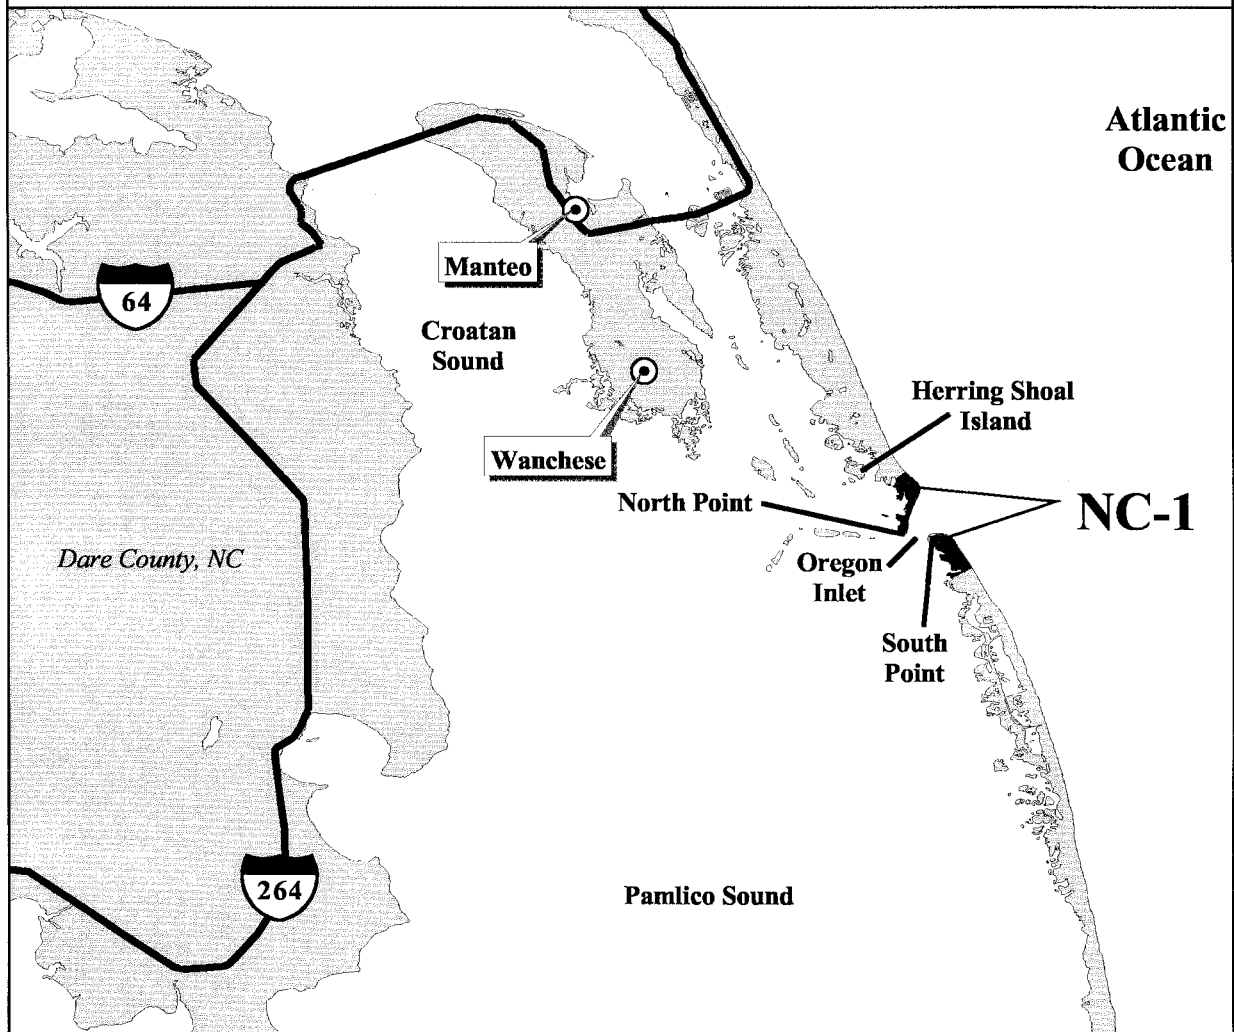 Atlantic
Ocean
Manteo
64
Croatan
Sound
Herring Shoal
Island
Wanchese
North Point
NC-1
Dare County, NC
Oregon
Inlet
South
Point
264
Pamlico Sound